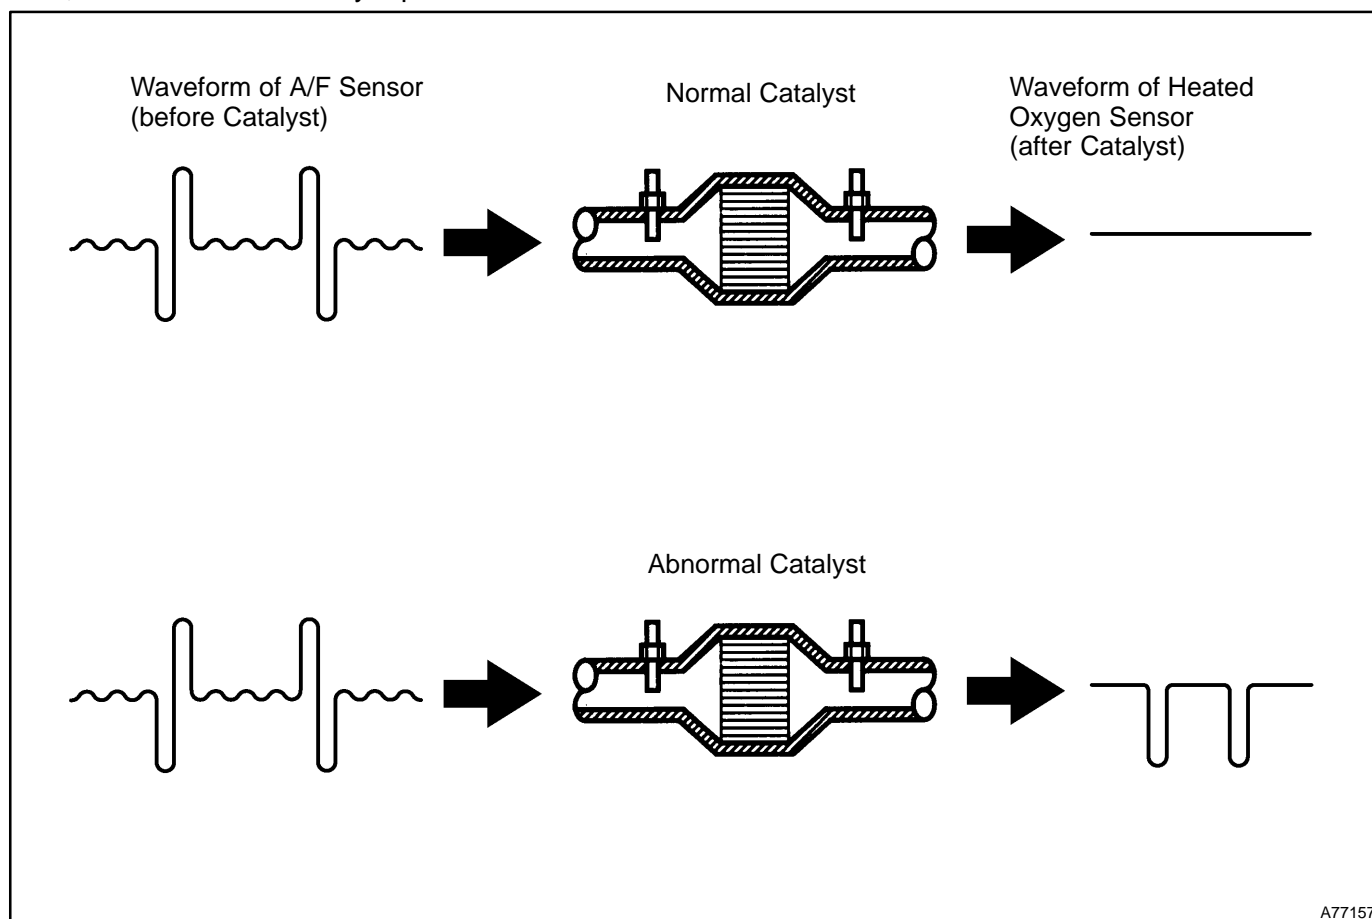 Waveform of A/F Sensor
(before Catalyst)
Normal Catalyst
Waveform of Heated
Oxygen Sensor
(after Catalyst)
Abnormal Catalyst
A77157